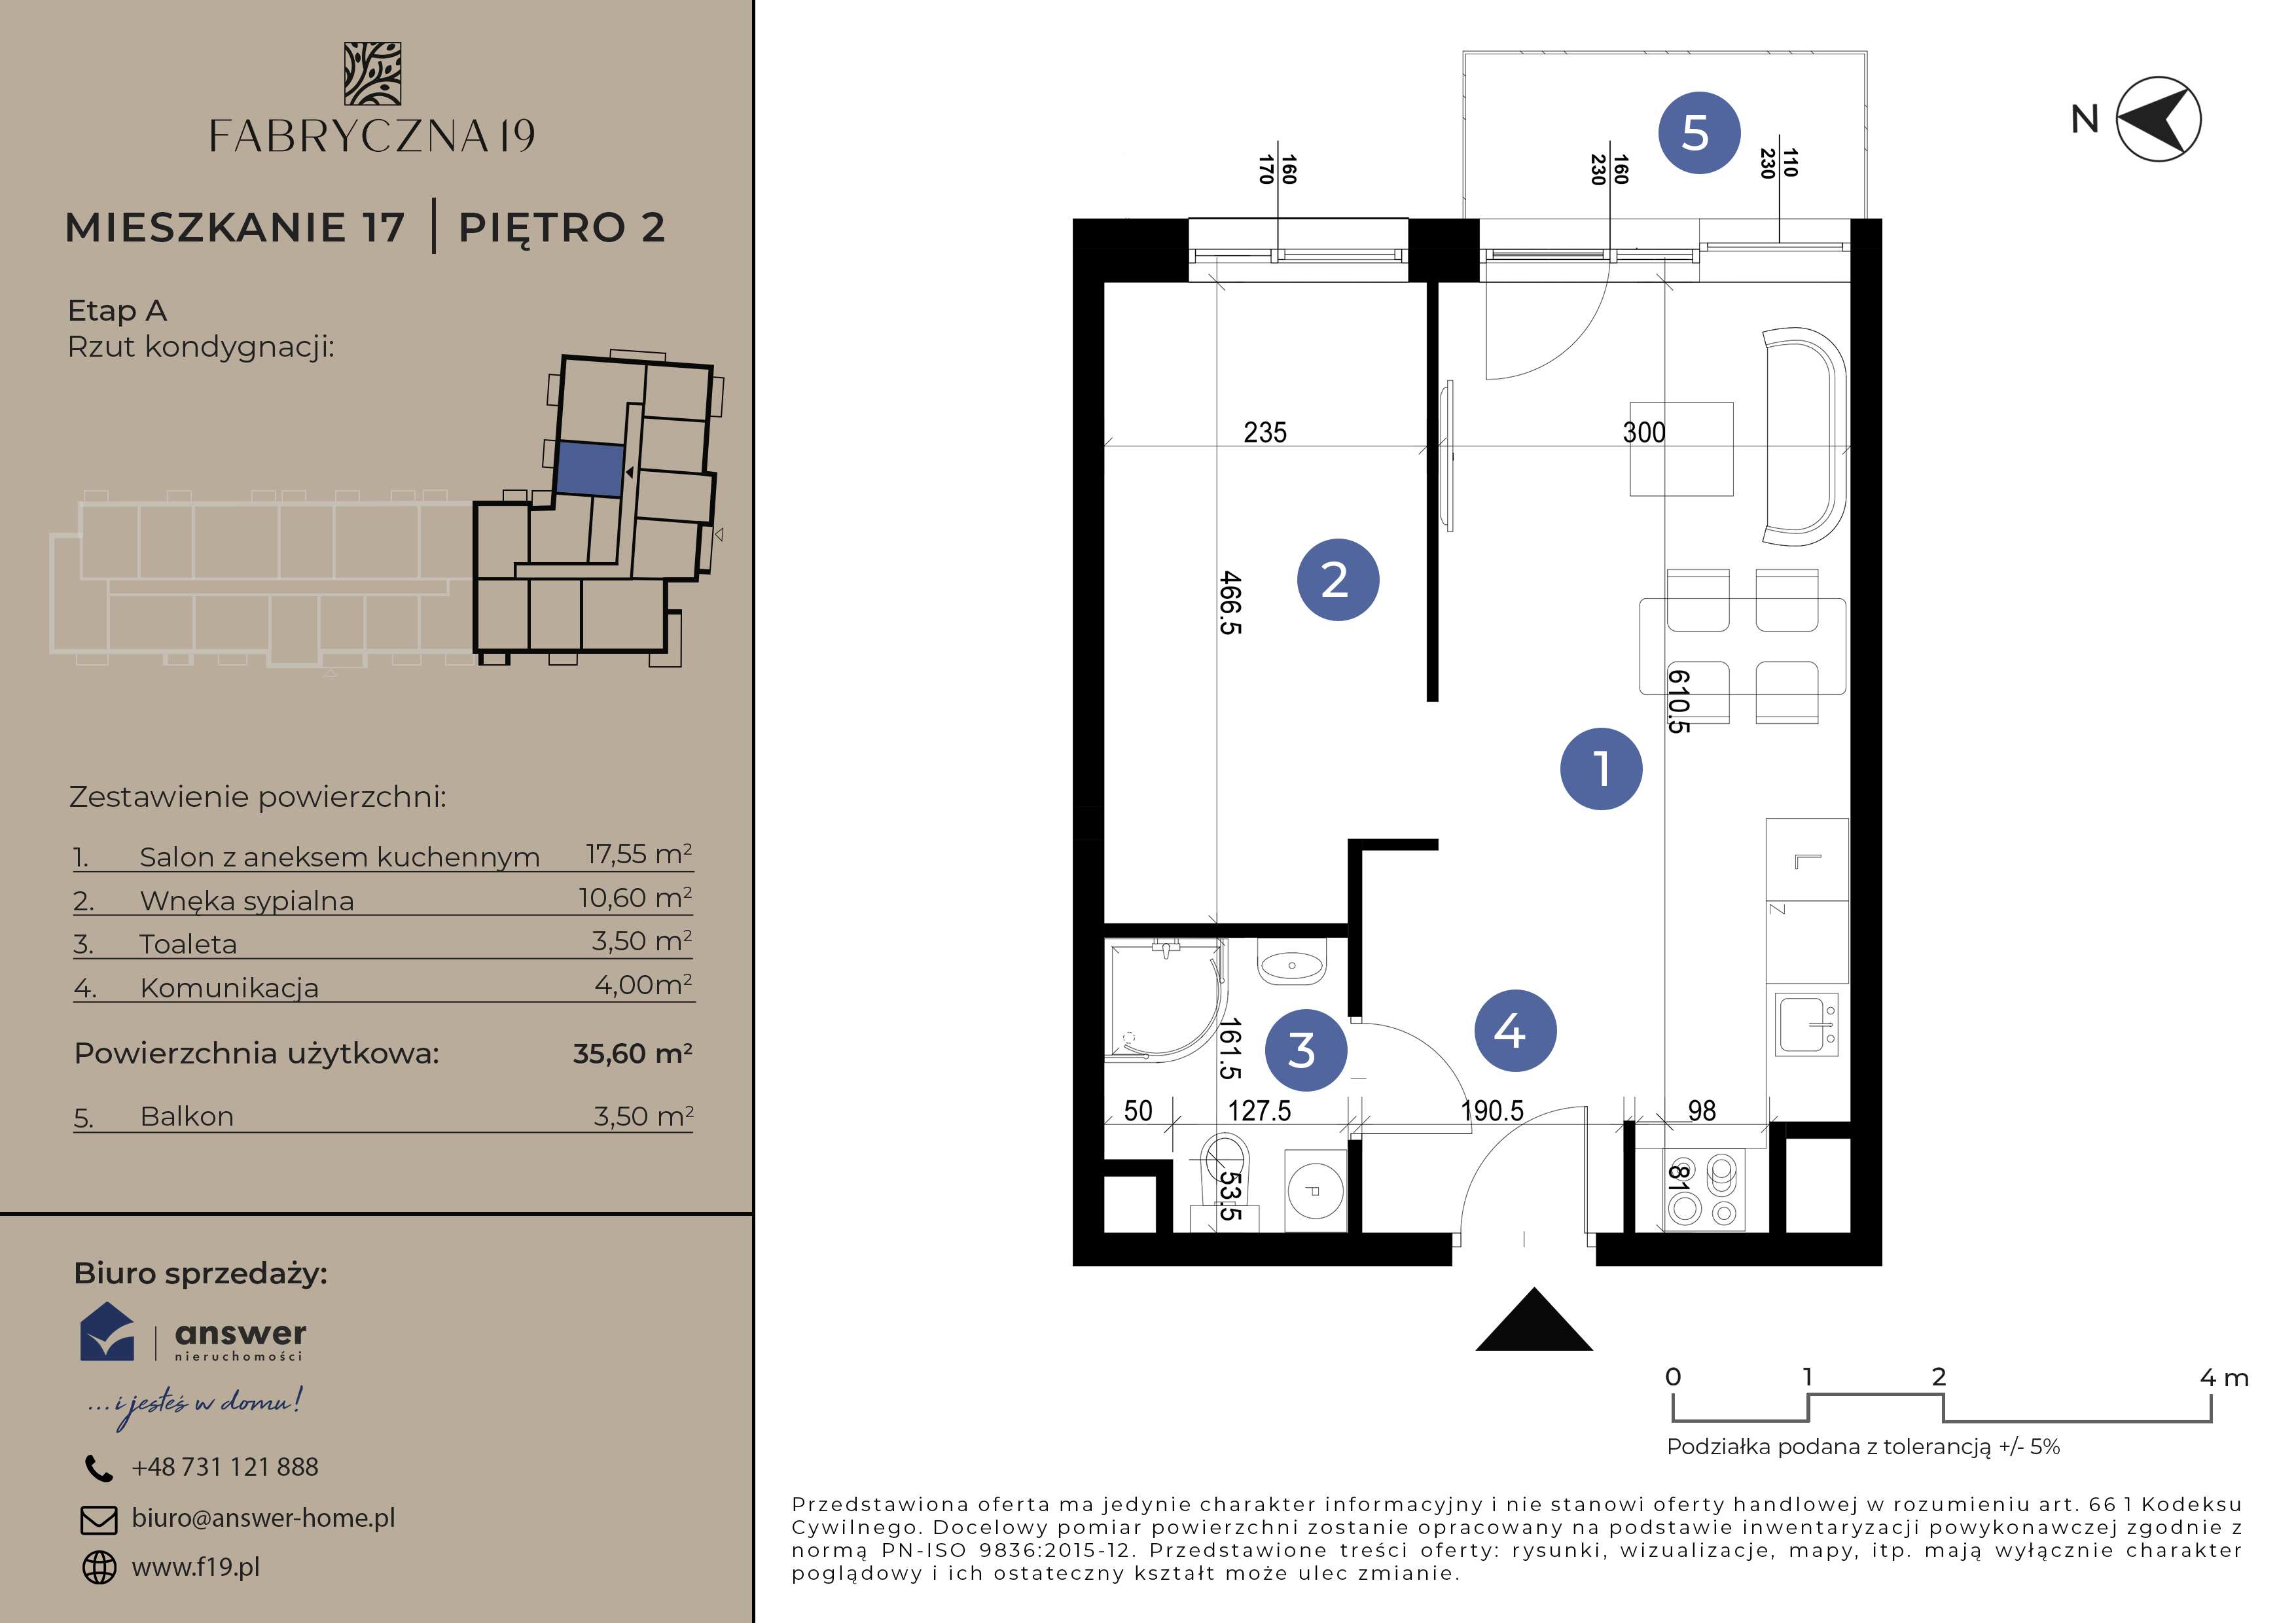 FABRYCZNA 19
MIESZKANIE 17 | PIĘTRO 2
Etap A
Rzut kondygnacji:
Zestawienie powierzchni:
1. Salon z aneksem kuchennym 17,55 m²
2. Wnęka sypialna 10,60 m²
3. Toaleta 3,50 m²
4. Komunikacja 4,00m²
Powierzchnia użytkowa: 35,60 m²
5. Balkon 3,50 m²
Biuro sprzedaży:
answer
nieruchomości
...i jesteś w domu!
+48 731 121 888
biuro@answer-home.pl
www.f19.pl
N
5
160
170
160
230
110
230
235
300
466.5
2
610.5
1
L
Z
3
4
161.5
50
127.5
190.5
98
53.5
P
81
0 1 2 4 m
Podziałka podana z tolerancją +/- 5%
Przedstawiona oferta ma jedynie charakter informacyjny i nie stanowi oferty handlowej w rozumieniu art. 66 1 Kodeksu
Cywilnego. Docelowy pomiar powierzchni zostanie opracowany na podstawie inwentaryzacji powykonawczej zgodnie z
normą PN-ISO 9836:2015-12. Przedstawione treści oferty: rysunki, wizualizacje, mapy, itp. mają wyłącznie charakter
poglądowy i ich ostateczny kształt może ulec zmianie.